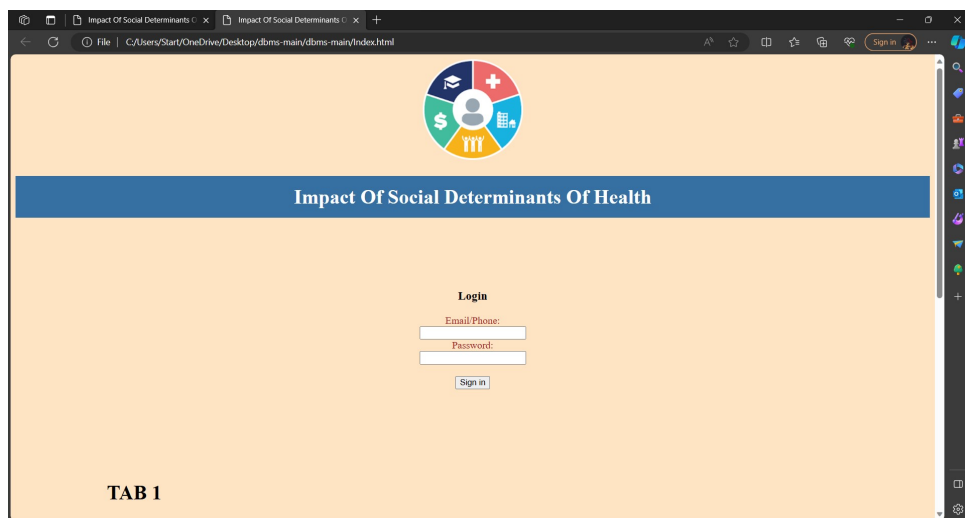 Impact Of Social Determinants O
Impact Of Social Determinants O
File | C:/Users/Start/OneDrive/Desktop/dbms-main/dbms-main/Index.html
Sign in
Impact Of Social Determinants Of Health
Login
Email/Phone:
Password:
Sign in
TAB 1